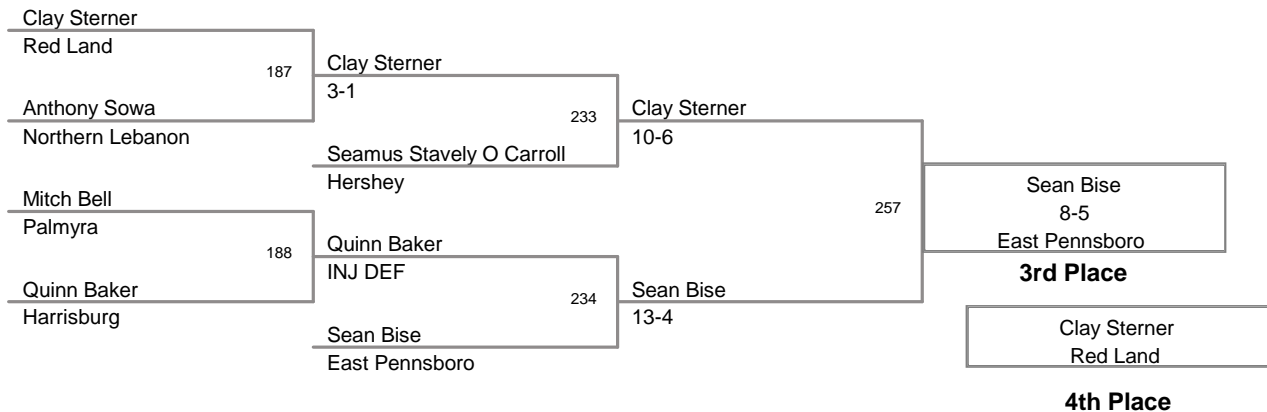 Clay Sterner
Red Land
187
Anthony Sowa
Northern Lebanon
Mitch Bell
Palmyra
188
Quinn Baker
Harrisburg
Clay Sterner
3-1
233
Seamus Stavely O Carroll
Hershey
Quinn Baker
INJ DEF
234
Sean Bise
East Pennsboro
Clay Sterner
10-6
257
Sean Bise
13-4
Sean Bise
8-5
East Pennsboro
3rd Place
Clay Sterner
Red Land
4th Place